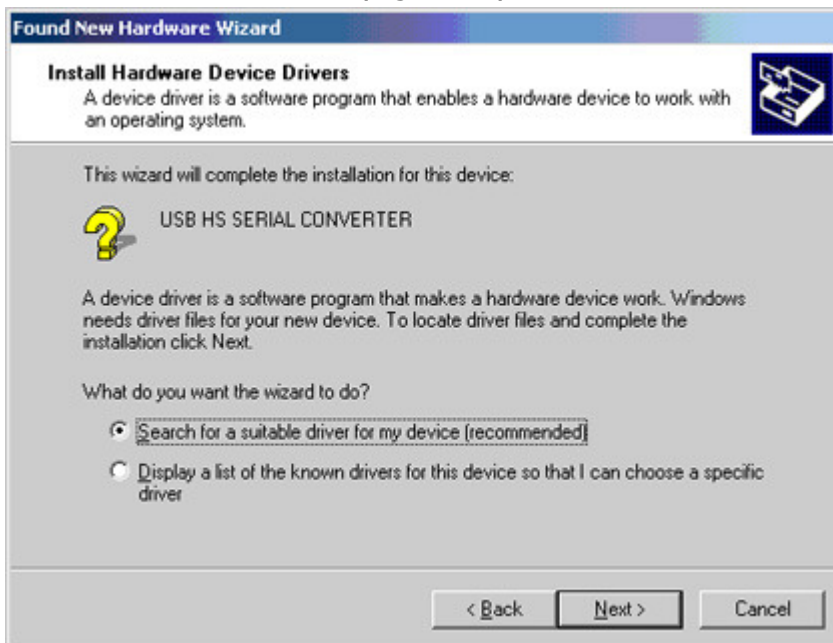 Found New Hardware Wizard
Install Hardware Device Drivers
A device driver is a software program that enables a hardware device to work with
an operating system.
This wizard will complete the installation for this device:
USB HS SERIAL CONVERTER
A device driver is a software program that makes a hardware device work. Windows
needs driver files for your new device. To locate driver files and complete the
installation click Next.
What do you want the wizard to do?
Search for a suitable driver for my device (recommended)
Display a list of the known drivers for this device so that I can choose a specific
driver
< Back
Next >
Cancel